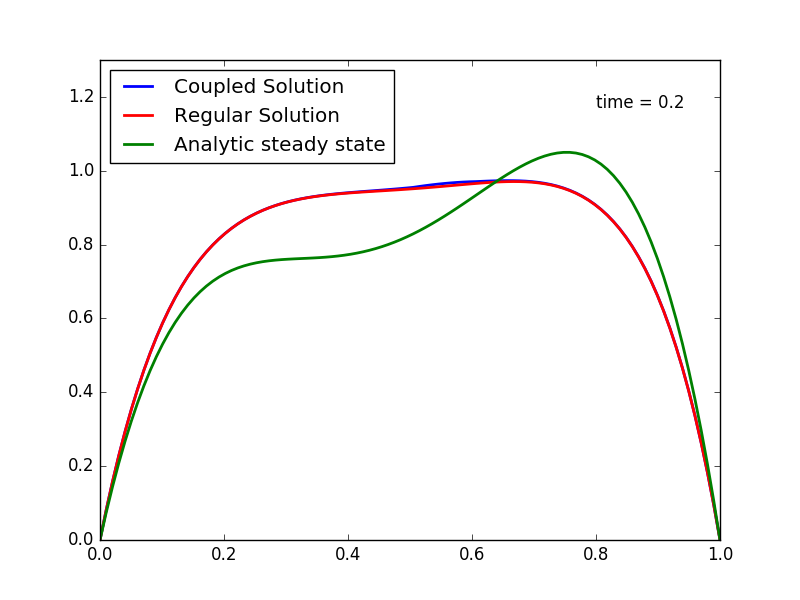 Coupled Solution
Regular Solution
Analytic steady state
time = 0.2
1.2
1.0
0.8
0.6
0.4
0.2
0.0
0.0 0.2 0.4 0.6 0.8 1.0